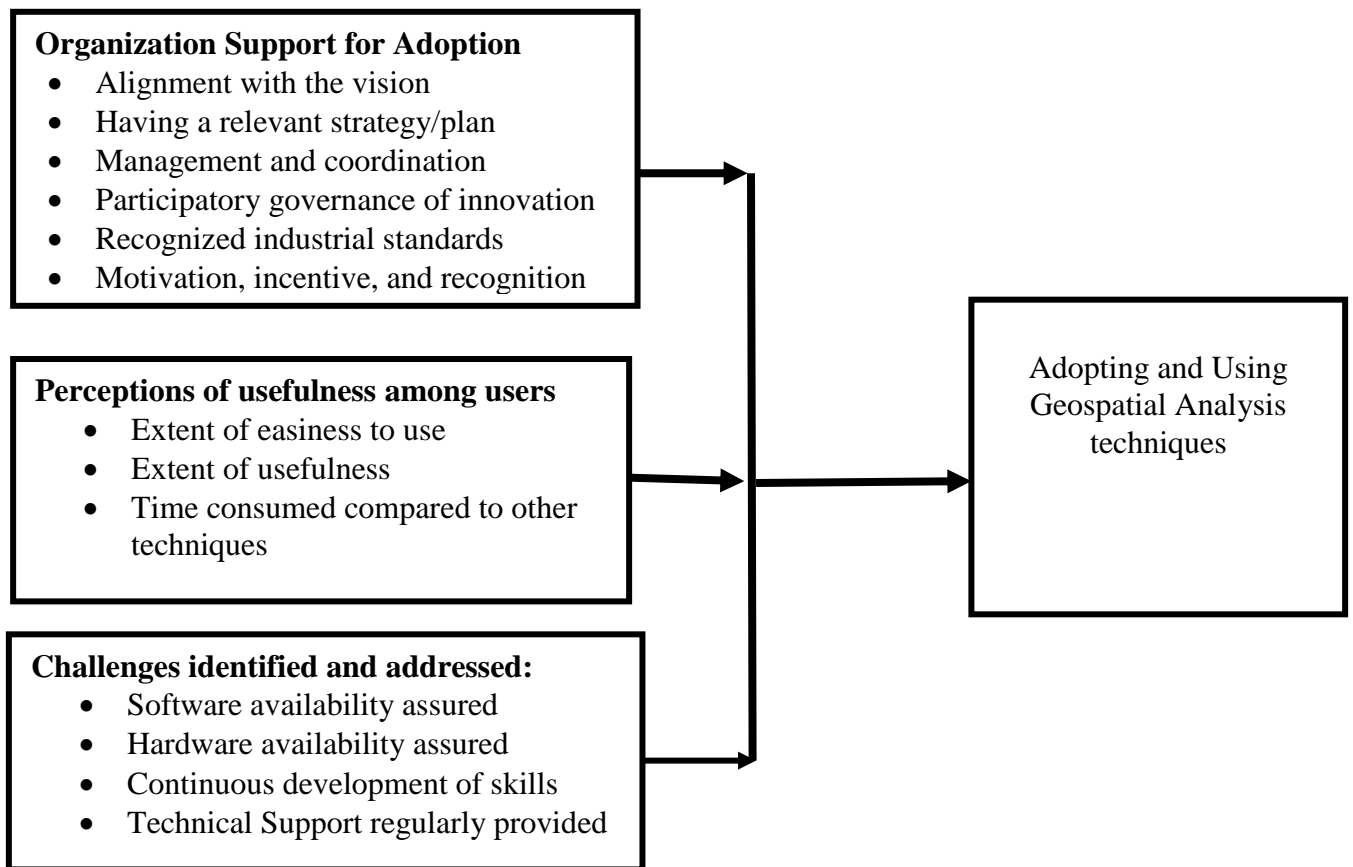 Organization Support for Adoption
• Alignment with the vision
• Having a relevant strategy/plan
• Management and coordination
• Participatory governance of innovation
• Recognized industrial standards
• Motivation, incentive, and recognition
Perceptions of usefulness among users
• Extent of easiness to use
• Extent of usefulness
• Time consumed compared to other
techniques
Challenges identified and addressed:
• Software availability assured
• Hardware availability assured
• Continuous development of skills
• Technical Support regularly provided
Adopting and Using
Geospatial Analysis
techniques